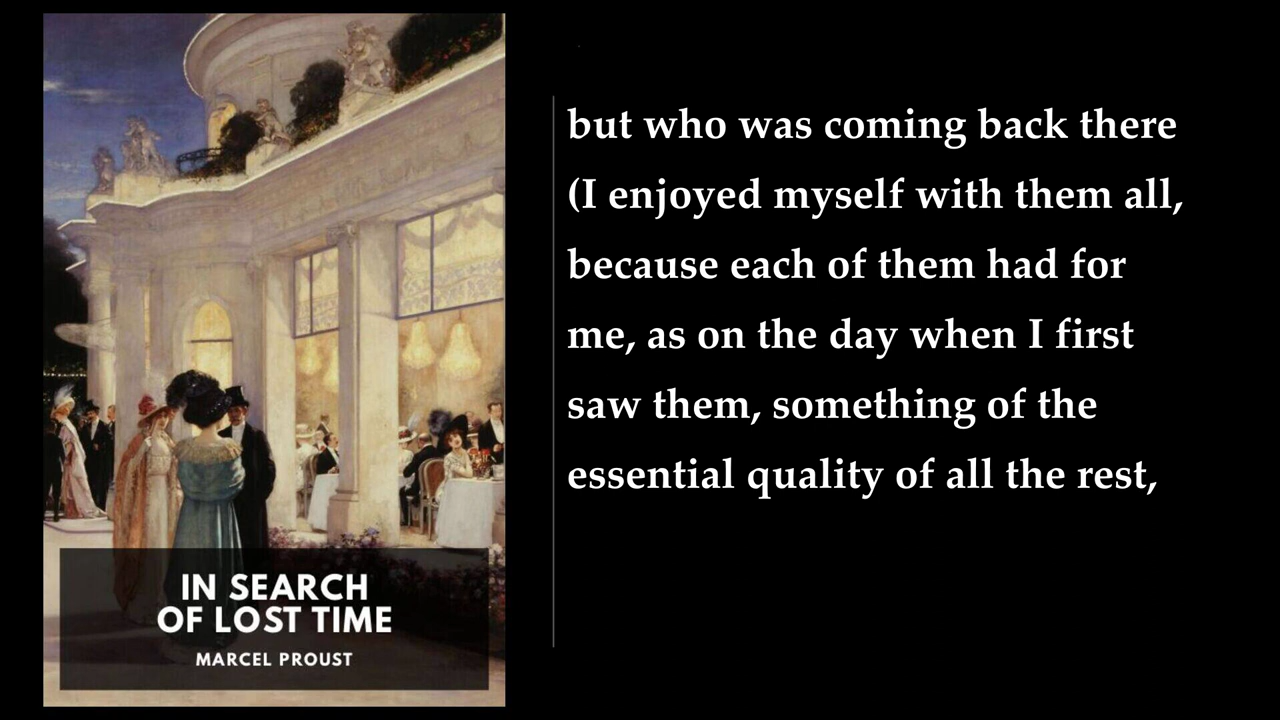 IN SEARCH
OF LOST TIME
MARCEL PROUST
but who was coming back there
(I enjoyed myself with them all,
because each of them had for
me, as on the day when I first
saw them, something of the
essential quality of all the rest,